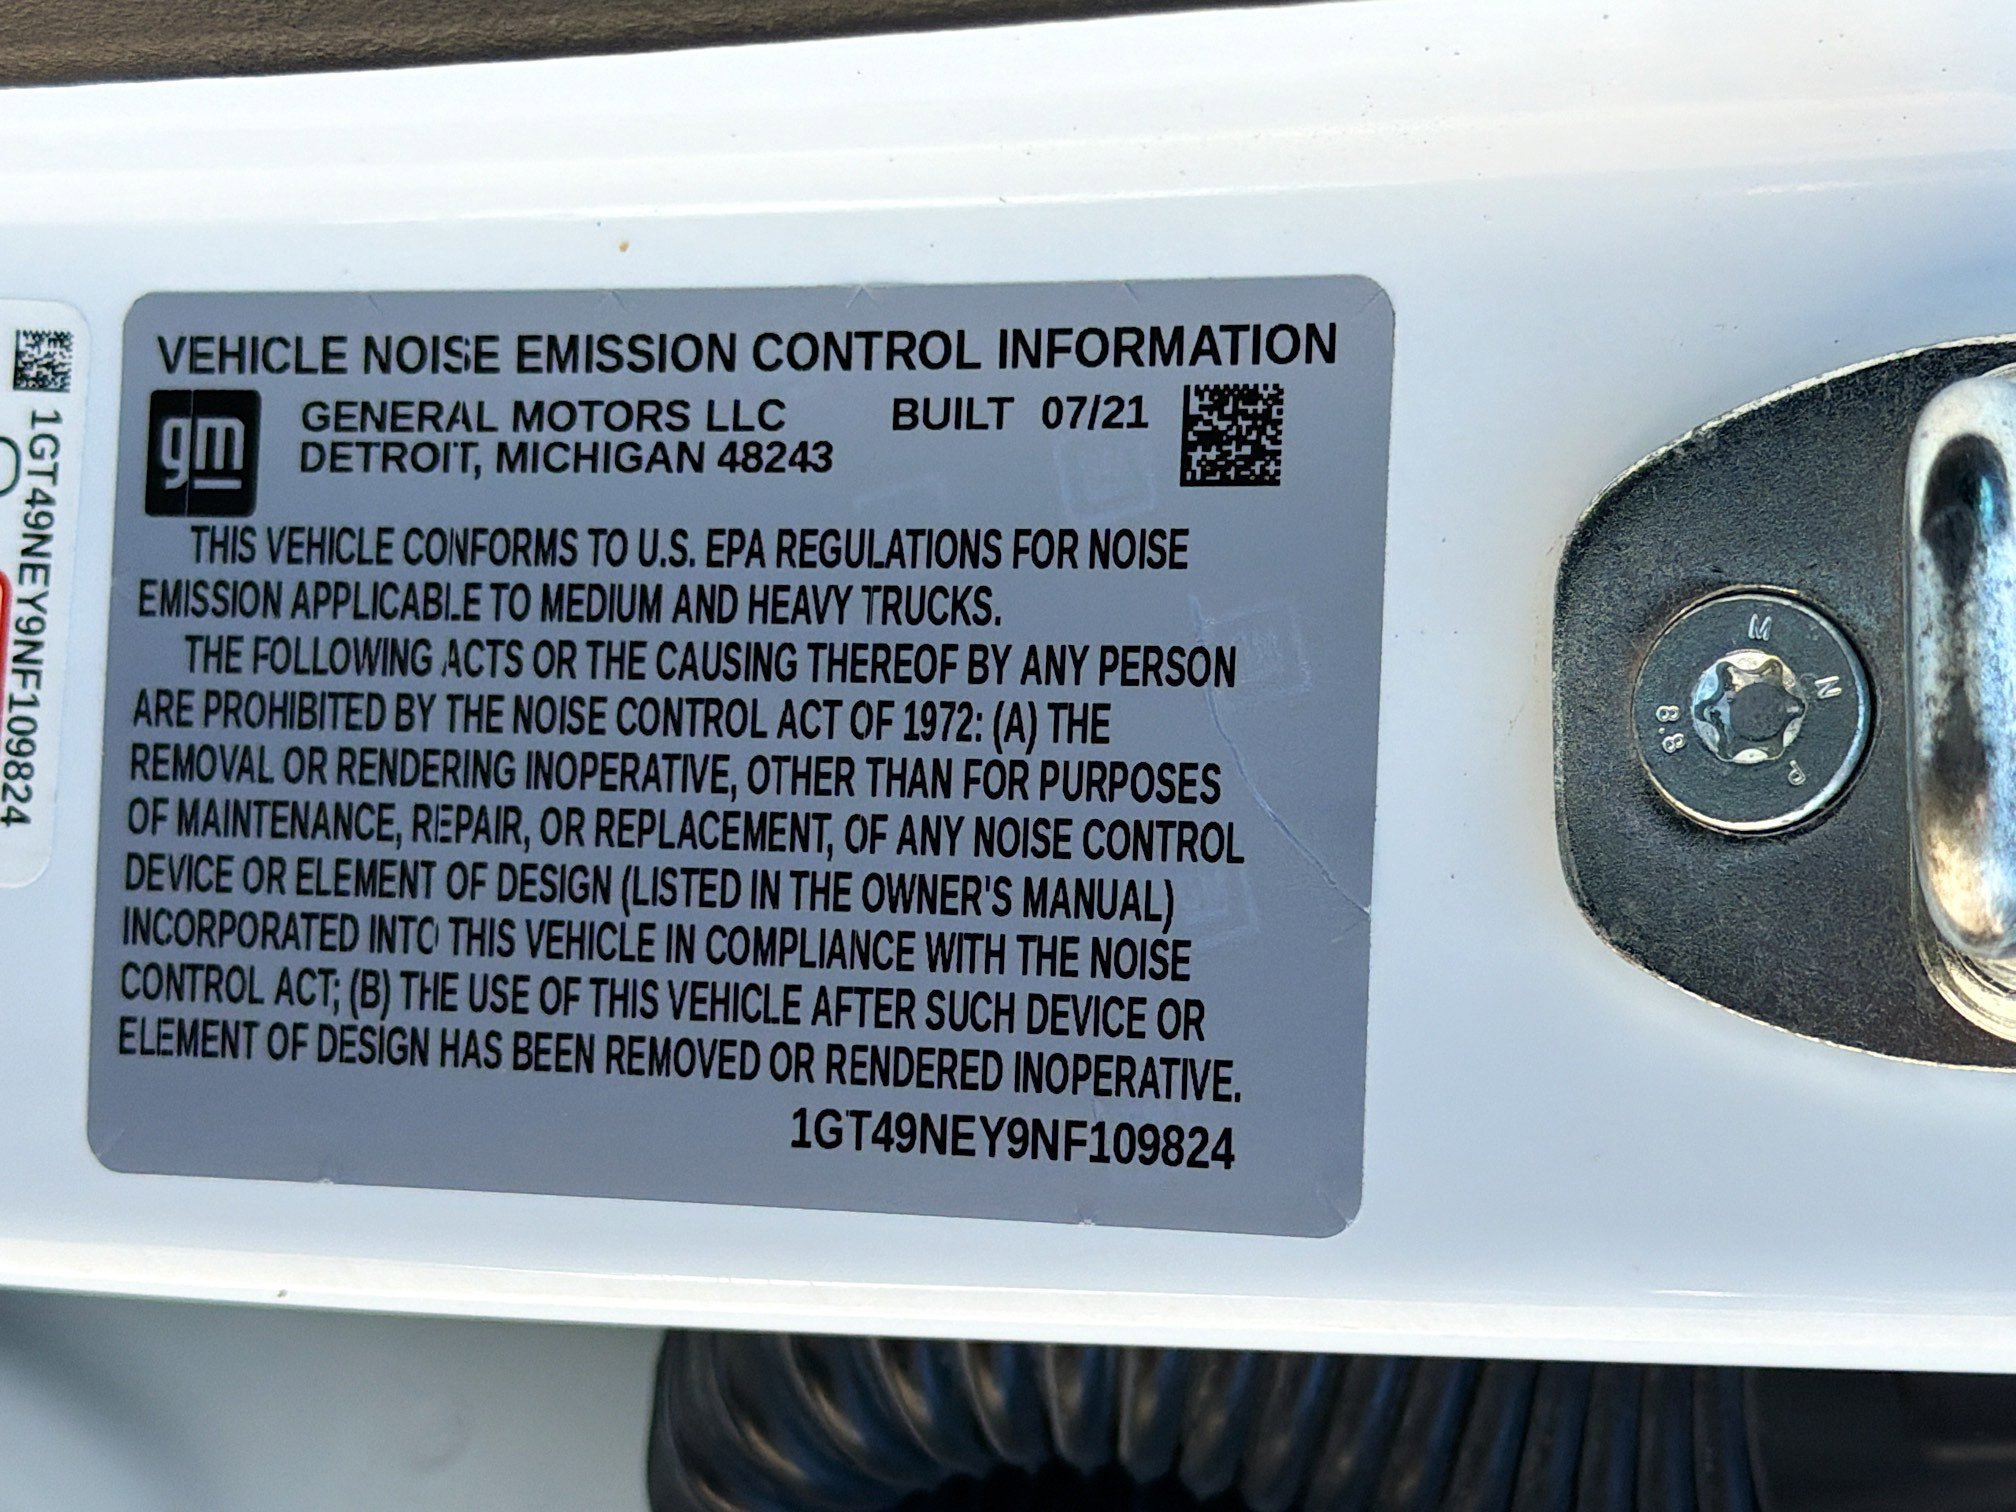 VEHICLE NOISE EMISSION CONTROL INFORMATION
gm
GENERAL MOTORS LLC BUILT 07/21
DETROIT, MICHIGAN 48243
THIS VEHICLE CONFORMS TO U.S. EPA REGULATIONS FOR NOISE
EMISSION APPLICABLE TO MEDIUM AND HEAVY TRUCKS.
THE FOLLOWING ACTS OR THE CAUSING THEREOF BY ANY PERSON
ARE PROHIBITED BY THE NOISE CONTROL ACT OF 1972: (A) THE
REMOVAL OR RENDERING INOPERATIVE, OTHER THAN FOR PURPOSES
OF MAINTENANCE, REPAIR, OR REPLACEMENT, OF ANY NOISE CONTROL
DEVICE OR ELEMENT OF DESIGN (LISTED IN THE OWNER'S MANUAL)
INCORPORATED INTO THIS VEHICLE IN COMPLIANCE WITH THE NOISE
CONTROL ACT; (B) THE USE OF THIS VEHICLE AFTER SUCH DEVICE OR
ELEMENT OF DESIGN HAS BEEN REMOVED OR RENDERED INOPERATIVE.
1GT49NEY9NF109824
1GT49NEY9NF109824
M N P 8.8